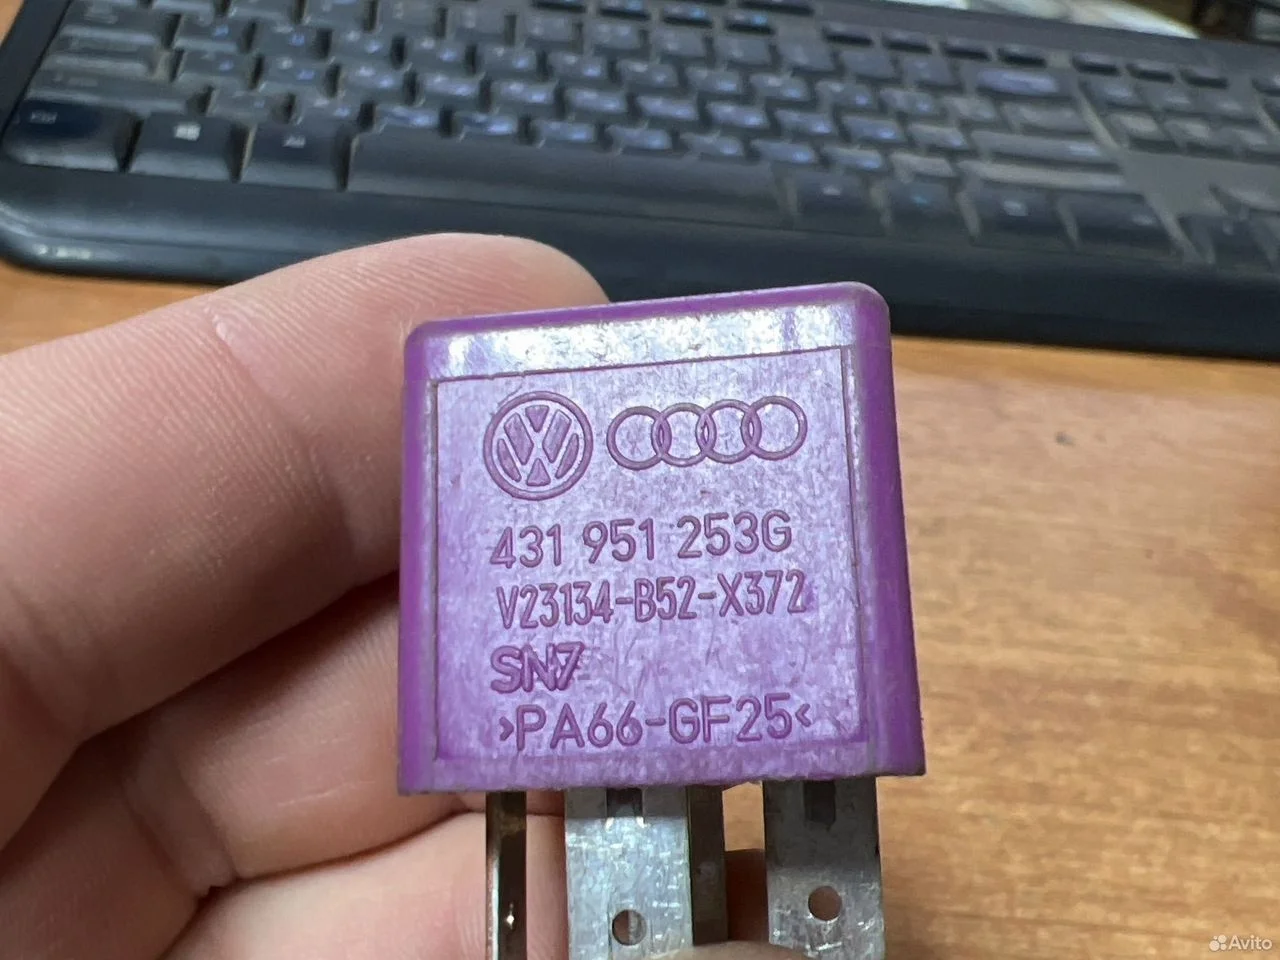 431 951 253G
V23134-B52-X372
SN7
>PA66-GF25<
Avito